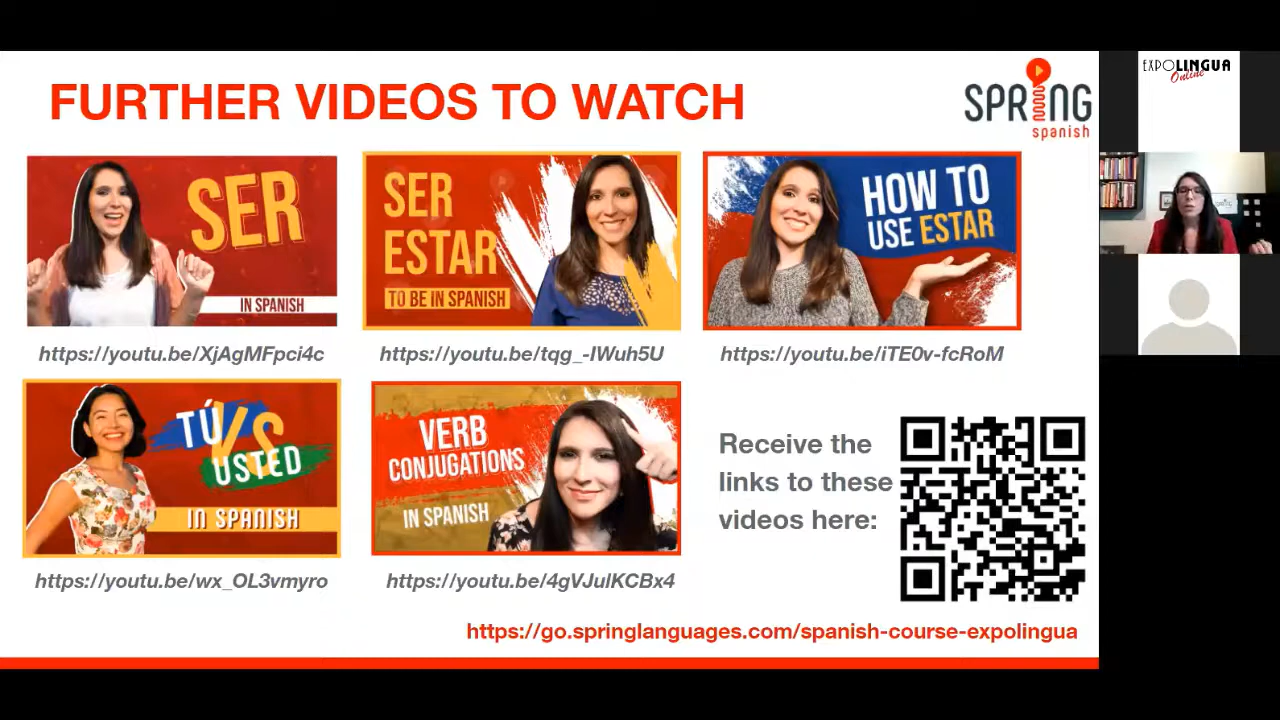 FURTHER VIDEOS TO WATCH
SPRING
spanish
EXPOLINGUA
Online
SER
IN SPANISH
SER
ESTAR
TO BE IN SPANISH
HOW TO
USE ESTAR
https://youtu.be/XjAgMFpci4c
https://youtu.be/tqg_-IWuh5U
https://youtu.be/iTE0v-fcRoM
TÚ
VS
USTED
IN SPANISH
VERB
CONJUGATIONS
IN SPANISH
Receive the
links to these
videos here:
https://youtu.be/wx_OL3vmyro
https://youtu.be/4gVJulKCBx4
https://go.springlanguages.com/spanish-course-expolingua